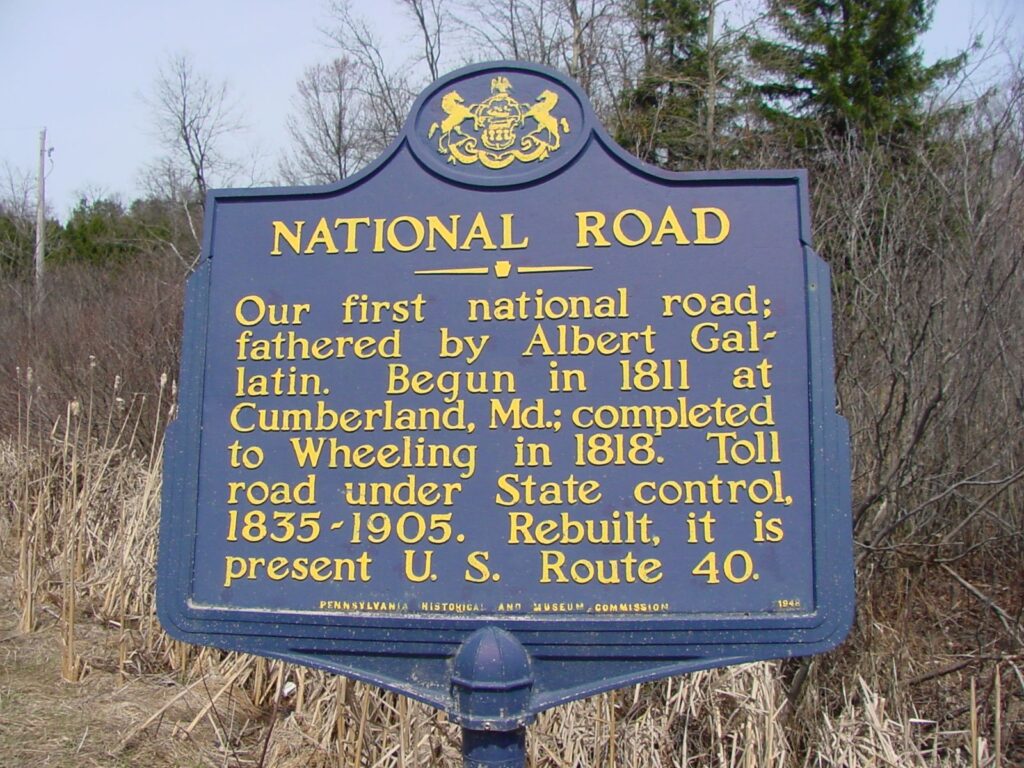 NATIONAL ROAD
Our first national road;
fathered by Albert Gal-
latin. Begun in 1811 at
Cumberland, Md.; completed
to Wheeling in 1818. Toll
road under State control,
1835-1905. Rebuilt, it is
present U. S. Route 40.
PENNSYLVANIA HISTORICAL AND MUSEUM COMMISSION 1948